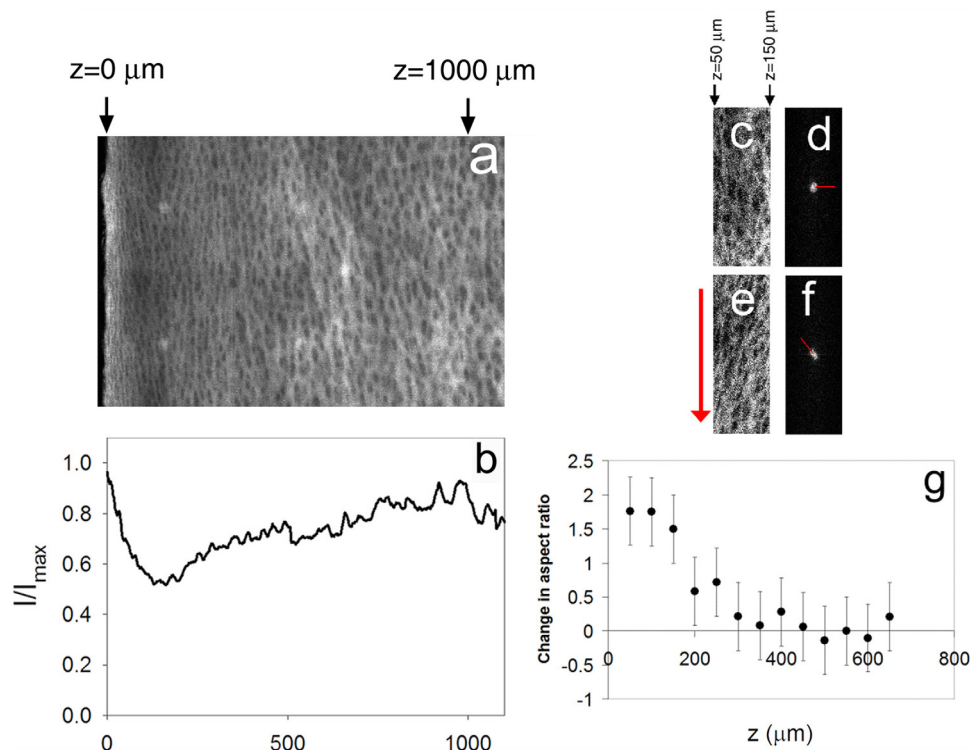 z=0 µm
z=1000 µm
a
z=50 µm
z=150 µm
c
d
e
f
b
1.0
0.8
0.6
0.4
0.2
0.0
I/Imax
0
500
1000
g
2.5
2
1.5
1
0.5
0
-0.5
-1
Change in aspect ratio
0
200
400
600
800
z (µm)